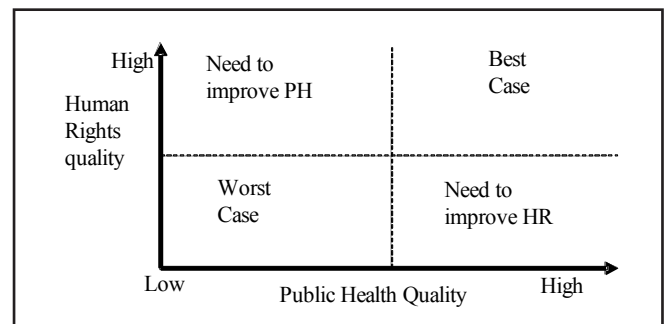 High
Human
Rights
quality
Need to
improve PH
Best
Case
Worst
Case
Need to
improve HR
Low
Public Health Quality
High